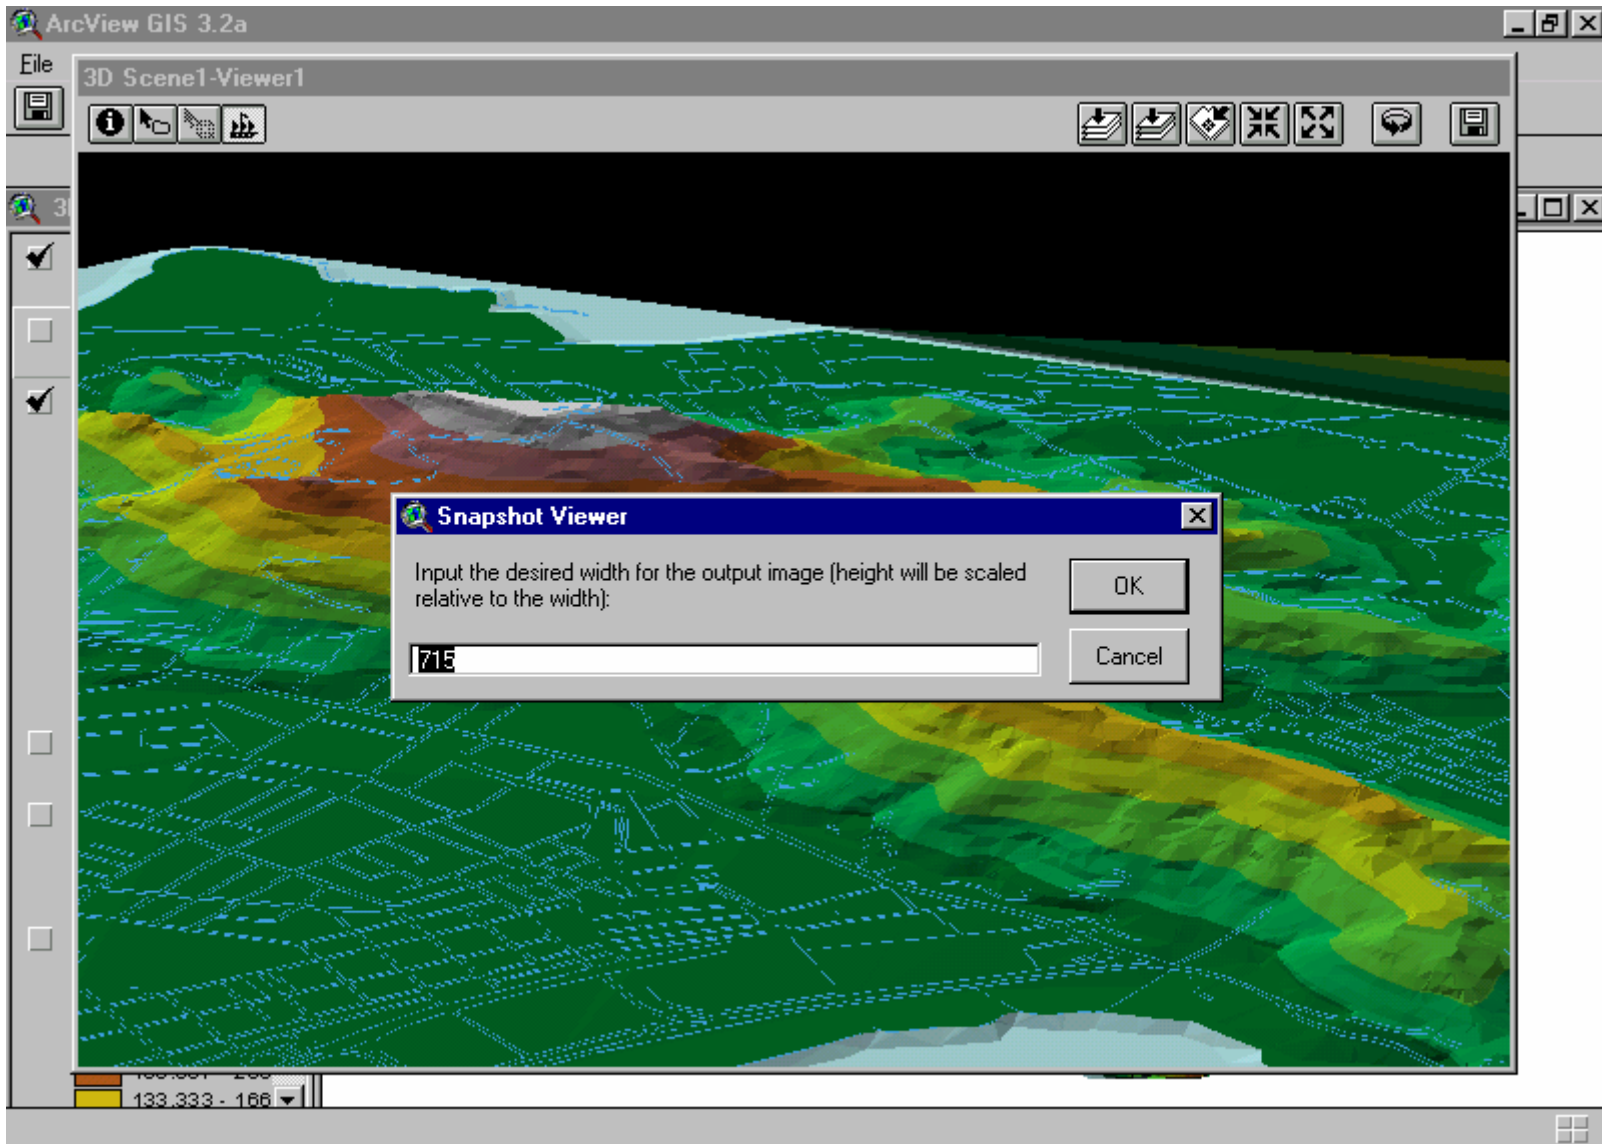 ArcView GIS 3.2a
File
3D Scene1-Viewer1
Snapshot Viewer
Input the desired width for the output image (height will be scaled
relative to the width):
OK
715
Cancel
133.333 - 166